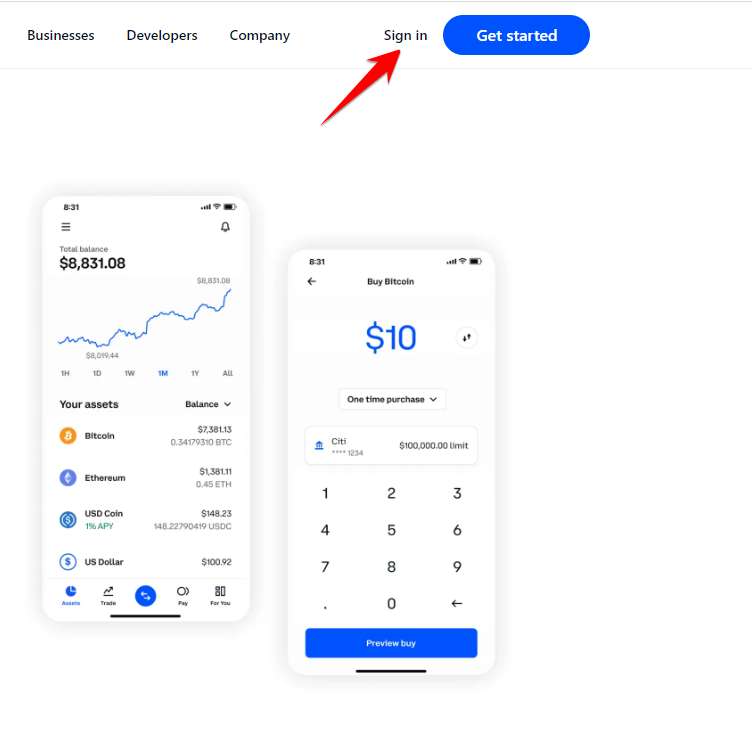 Businesses Developers Company Sign in Get started
8:31
Total balance
$8,831.08
$8,831.08
$8,019.44
1H 1D 1W 1M 1Y All
Your assets Balance
Bitcoin $7,381.13
0.34179310 BTC
Ethereum $1,381.11
0.45 ETH
USD Coin $148.23
1% APY 148.22790419 USDC
US Dollar $100.92
Assets Trade Pay For You
8:31
Buy Bitcoin
$10
One time purchase
Citi $100,000.00 limit
**** 1234
1 2 3
4 5 6
7 8 9
. 0
Preview buy